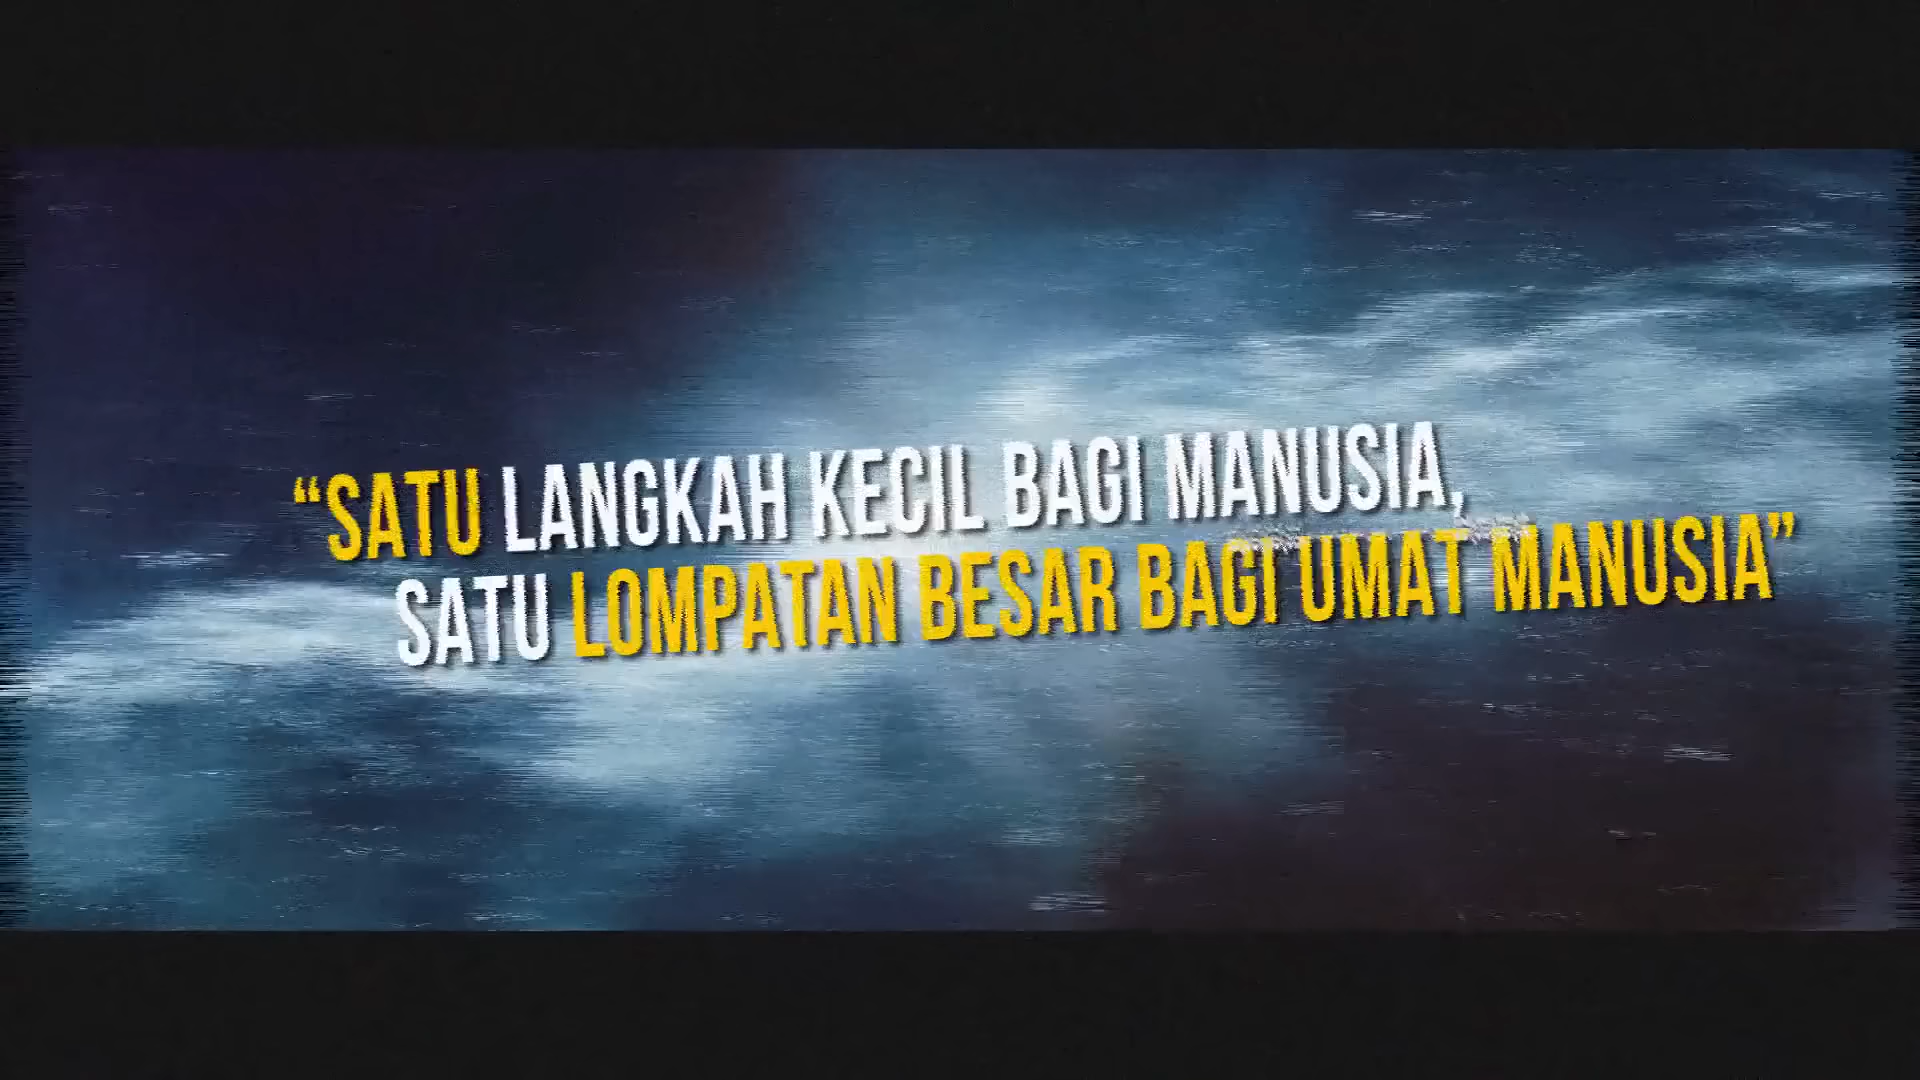 “SATU LANGKAH KECIL BAGI MANUSIA,
SATU LOMPATAN BESAR BAGI UMAT MANUSIA”